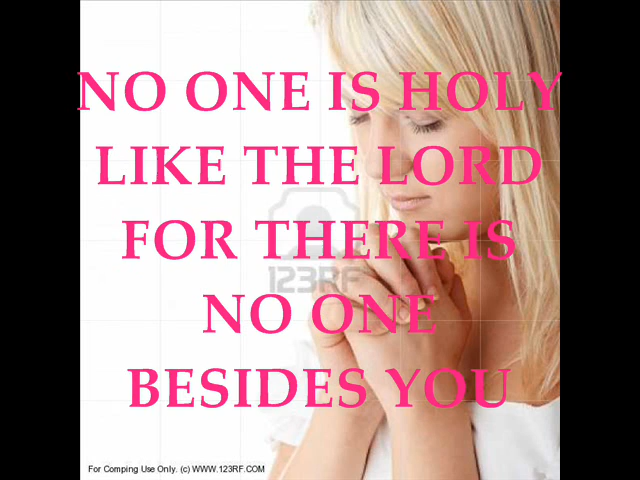 NO ONE IS HOLY
LIKE THE LORD
FOR THERE IS
123RF
NO ONE
BESIDES YOU
For Comping Use Only. (c) WWW.123RF.COM